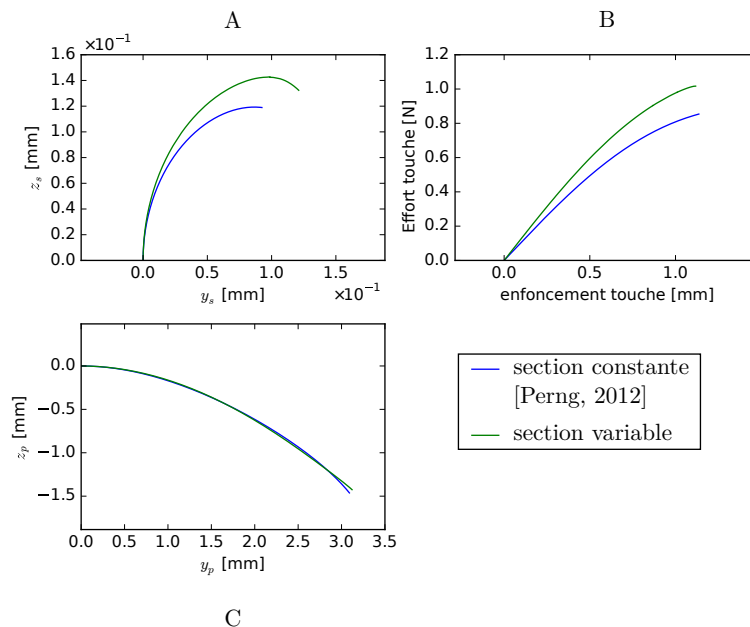 A
×10⁻¹
1.6
1.4
1.2
1.0
0.8
0.6
0.4
0.2
0.0
z_s [mm]
0.0 0.5 1.0 1.5
y_s [mm]
×10⁻¹
B
1.2
1.0
0.8
0.6
0.4
0.2
0.0
Effort touche [N]
0.0 0.5 1.0
enfoncement touche [mm]
0.0
−0.5
−1.0
−1.5
z_p [mm]
0.0 0.5 1.0 1.5 2.0 2.5 3.0 3.5
y_p [mm]
C
section constante
[Perng, 2012]
section variable